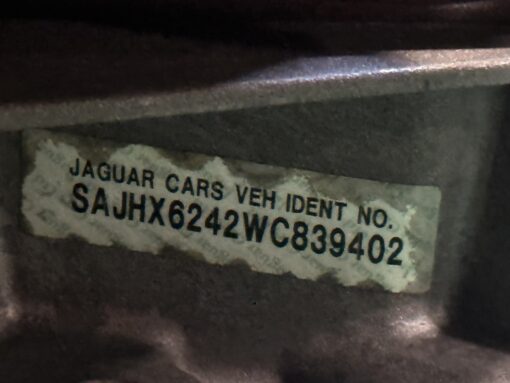 JAGUAR CARS VEH IDENT NO.
SAJHX6242WC839402